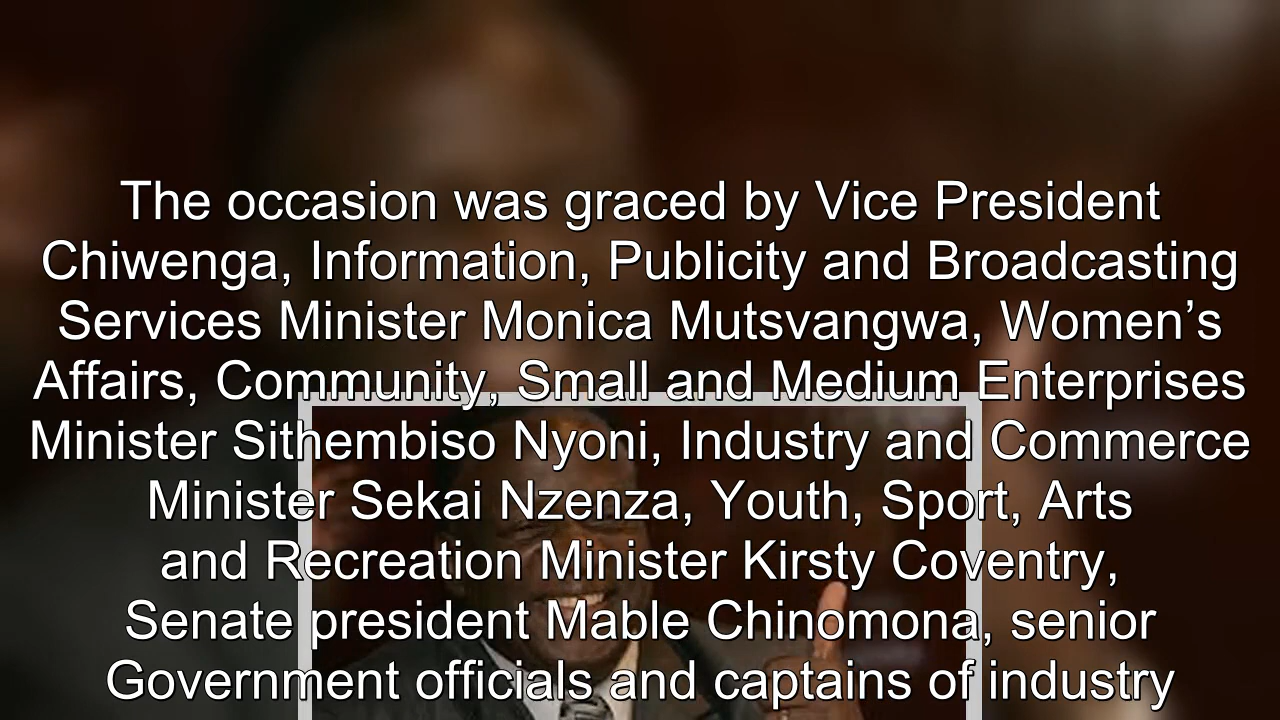 The occasion was graced by Vice President
Chiwenga, Information, Publicity and Broadcasting
Services Minister Monica Mutsvangwa, Women’s
Affairs, Community, Small and Medium Enterprises
Minister Sithembiso Nyoni, Industry and Commerce
Minister Sekai Nzenza, Youth, Sport, Arts
and Recreation Minister Kirsty Coventry,
Senate president Mable Chinomona, senior
Government officials and captains of industry